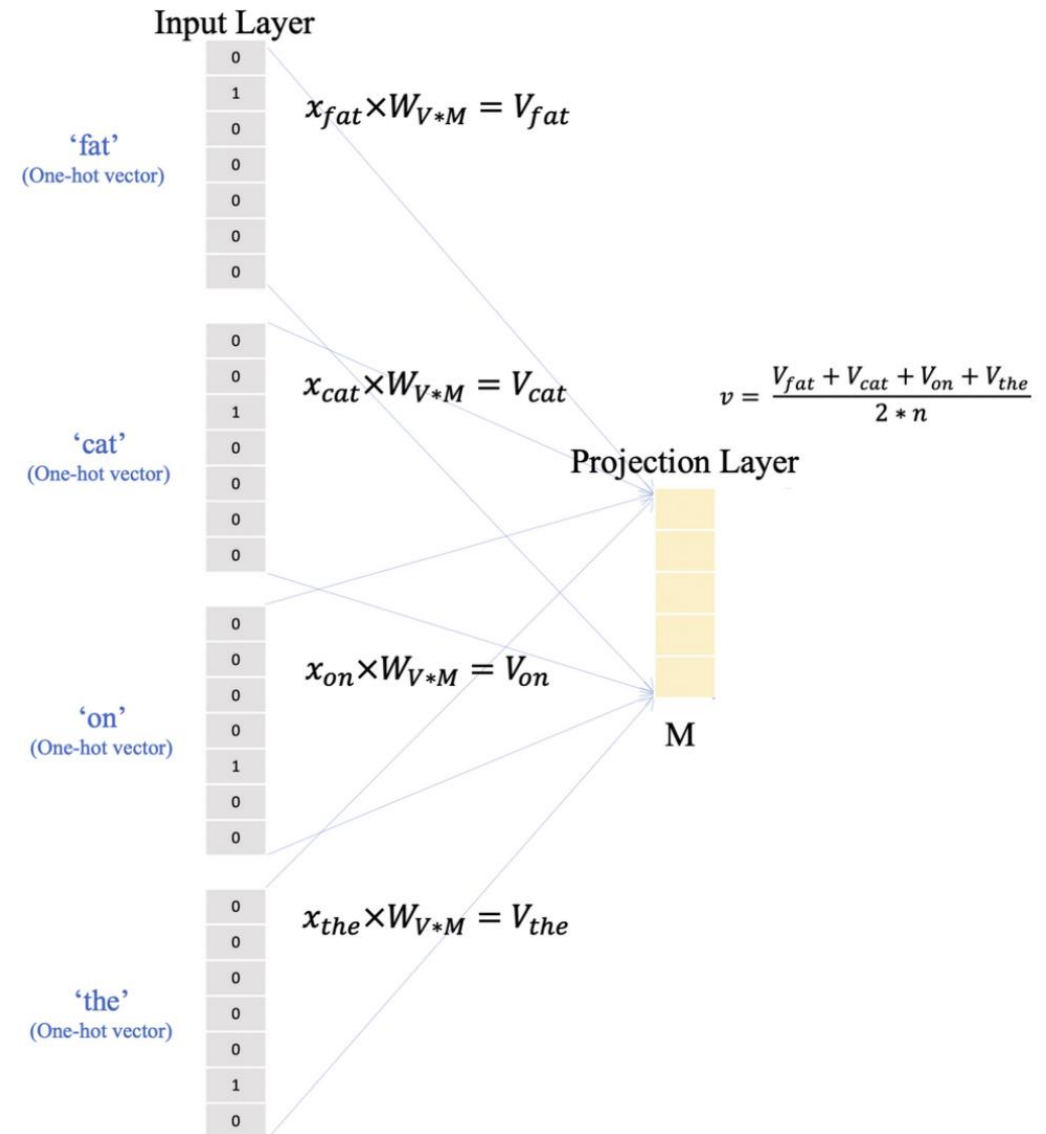 Input Layer
0
1
0
0
0
0
0
‘fat’
(One-hot vector)
x_fat×W_V∗M = V_fat
0
0
1
0
0
0
0
‘cat’
(One-hot vector)
x_cat×W_V∗M = V_cat
v = (V_fat + V_cat + V_on + V_the) / (2 ∗ n)
Projection Layer
M
0
0
0
0
1
0
0
‘on’
(One-hot vector)
x_on×W_V∗M = V_on
0
0
0
0
0
1
0
‘the’
(One-hot vector)
x_the×W_V∗M = V_the